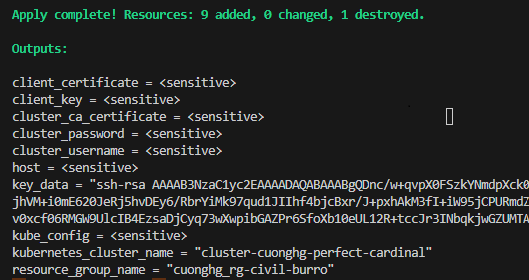 Apply complete! Resources: 9 added, 0 changed, 1 destroyed.
Outputs:
client_certificate = <sensitive>
client_key = <sensitive>
cluster_ca_certificate = <sensitive>
cluster_password = <sensitive>
cluster_username = <sensitive>
host = <sensitive>
key_data = "ssh-rsa AAAAB3NzaC1yc2EAAAADAQABAAABgQDnc/w+qvpX0FSzkYNmdpXck0
jhVM+i0mE620JeRj5hvDEy6/RbrYiMk97qud1JIIhf4bjcBxr/J+pxhAkM3fI+iW95jCPURmdZ
v0xcf06RMGW9UlcIB4EzsaDjCyq73wXwpibGAZPr6SfoXb10eUL12R+tccJr3INbqkjwGZUMTA
kube_config = <sensitive>
kubernetes_cluster_name = "cluster-cuonghg-perfect-cardinal"
resource_group_name = "cuonghg_rg-civil-burro"